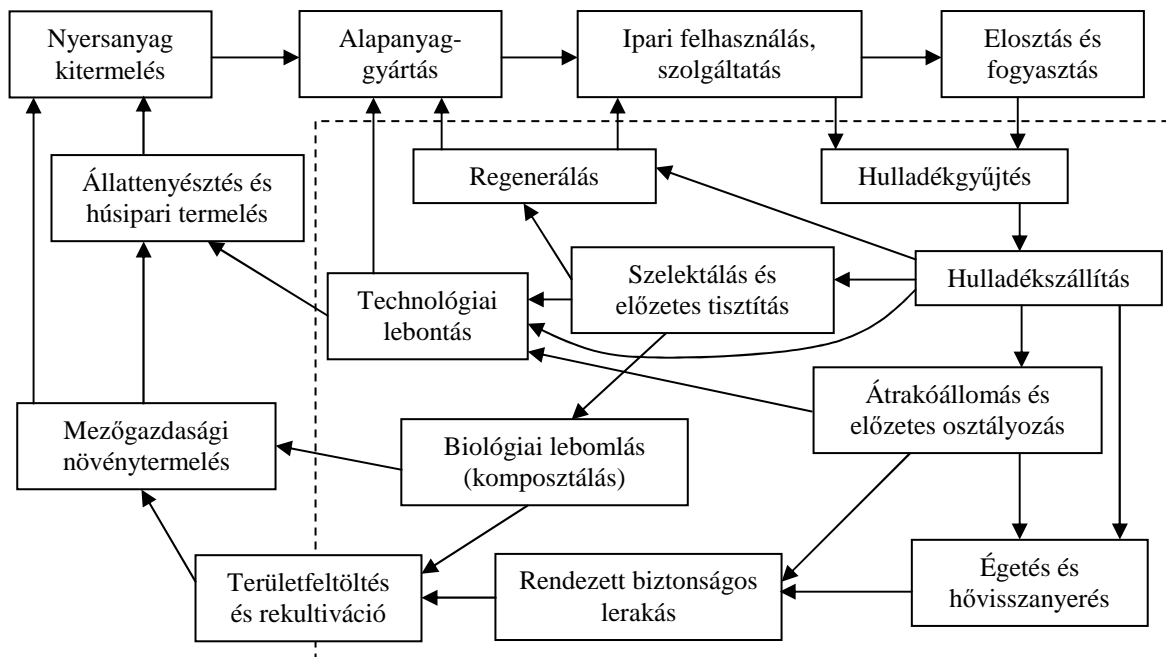 Nyersanyag
kitermelés
Alapanyag-
gyártás
Ipari felhasználás,
szolgáltatás
Elosztás és
fogyasztás
Állattenyésztés és
húsipari termelés
Regenerálás
Hulladékgyűjtés
Technológiai
lebontás
Szelektálás és
előzetes tisztítás
Hulladékszállítás
Mezőgazdasági
növénytermelés
Biológiai lebomlás
(komposztálás)
Átrakóállomás és
előzetes osztályozás
Területfeltöltés
és rekultiváció
Rendezett biztonságos
lerakás
Égetés és
hővisszanyerés